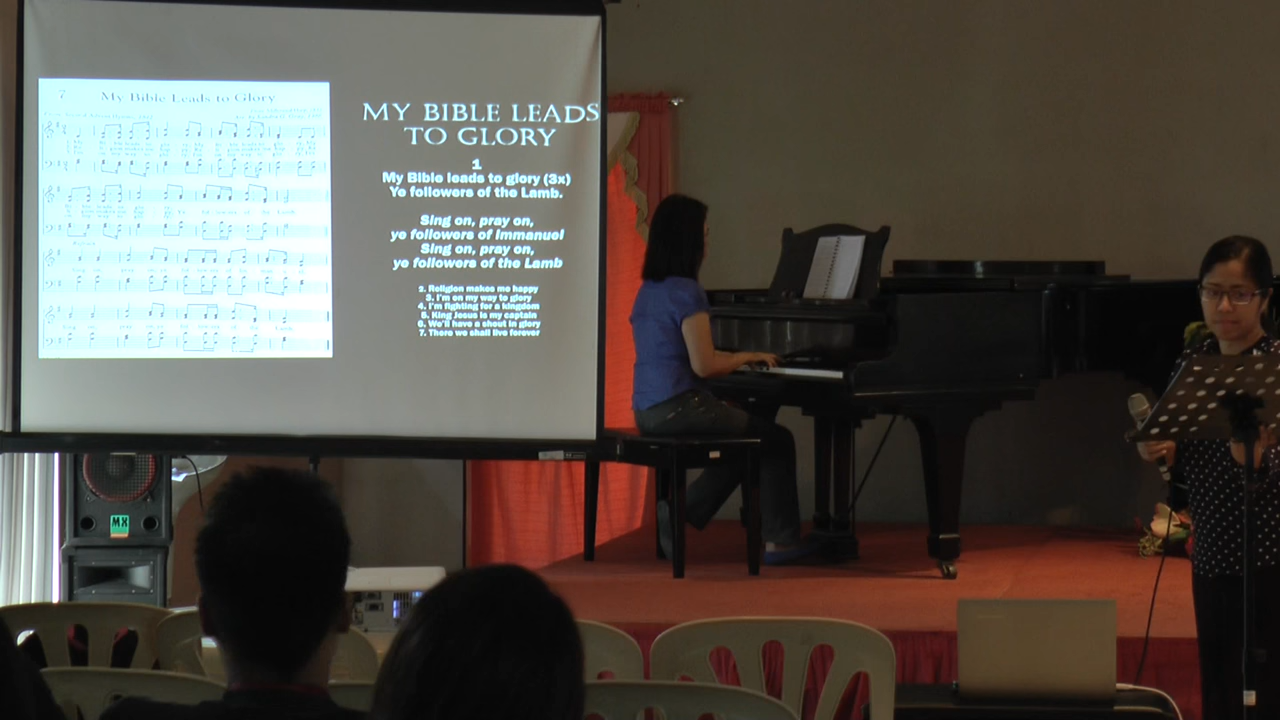 7 My Bible Leads to Glory
MY BIBLE LEADS
TO GLORY
1
My Bible leads to glory (3x)
Ye followers of the Lamb.
Sing on, pray on,
ye followers of Immanuel
Sing on, pray on,
ye followers of the Lamb
2. Religion makes me happy
3. I'm on my way to glory
4. I'm fighting for a kingdom
5. King Jesus is my captain
6. We'll have a shout in glory
7. There we shall live forever
MX